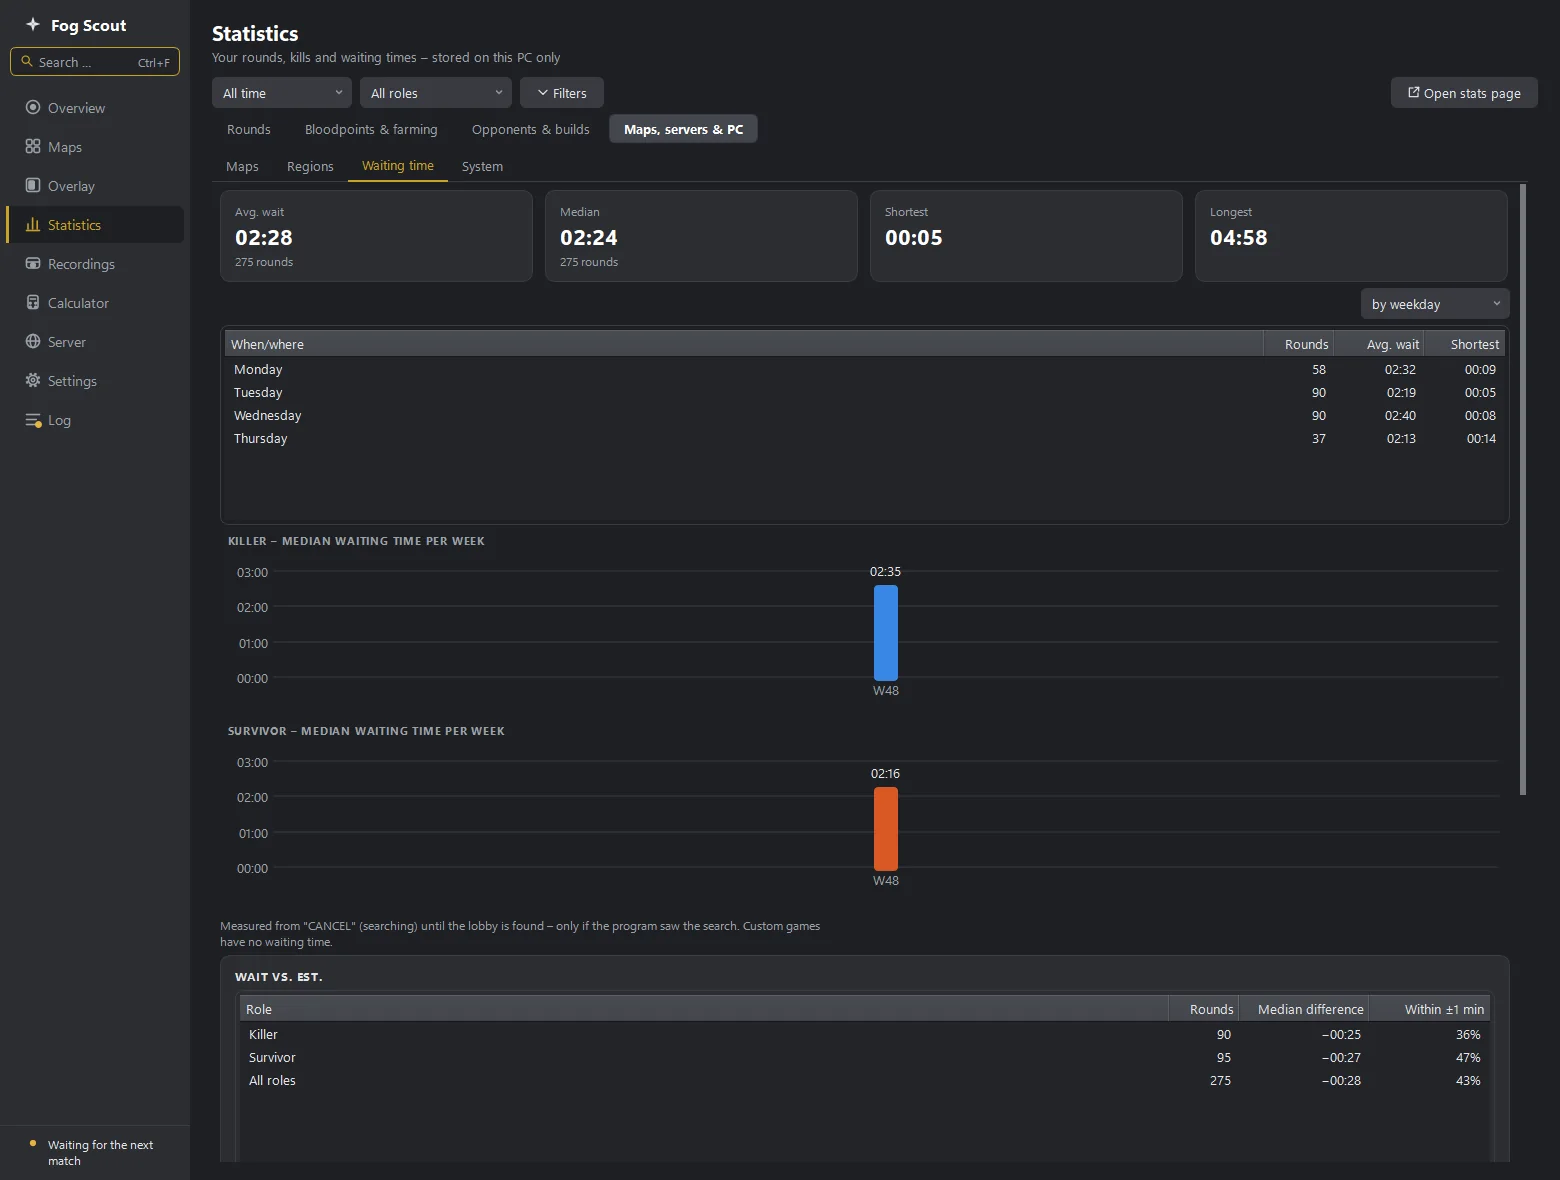 Fog Scout
Search ... Ctrl+F
Overview
Maps
Overlay
Statistics
Recordings
Calculator
Server
Settings
Log
Waiting for the next
match
Statistics
Your rounds, kills and waiting times – stored on this PC only
All time All roles Filters Open stats page
Rounds Bloodpoints & farming Opponents & builds Maps, servers & PC
Maps Regions Waiting time System
Avg. wait Median Shortest Longest
02:28 02:24 00:05 04:58
275 rounds 275 rounds
by weekday
When/where Rounds Avg. wait Shortest
Monday 58 02:32 00:09
Tuesday 90 02:19 00:05
Wednesday 90 02:40 00:08
Thursday 37 02:13 00:14
KILLER – MEDIAN WAITING TIME PER WEEK
03:00 02:35
02:00
01:00
00:00
W48
SURVIVOR – MEDIAN WAITING TIME PER WEEK
03:00
02:16
02:00
01:00
00:00
W48
Measured from "CANCEL" (searching) until the lobby is found – only if the program saw the search. Custom games
have no waiting time.
WAIT VS. EST.
Role Rounds Median difference Within ±1 min
Killer 90 −00:25 36%
Survivor 95 −00:27 47%
All roles 275 −00:28 43%